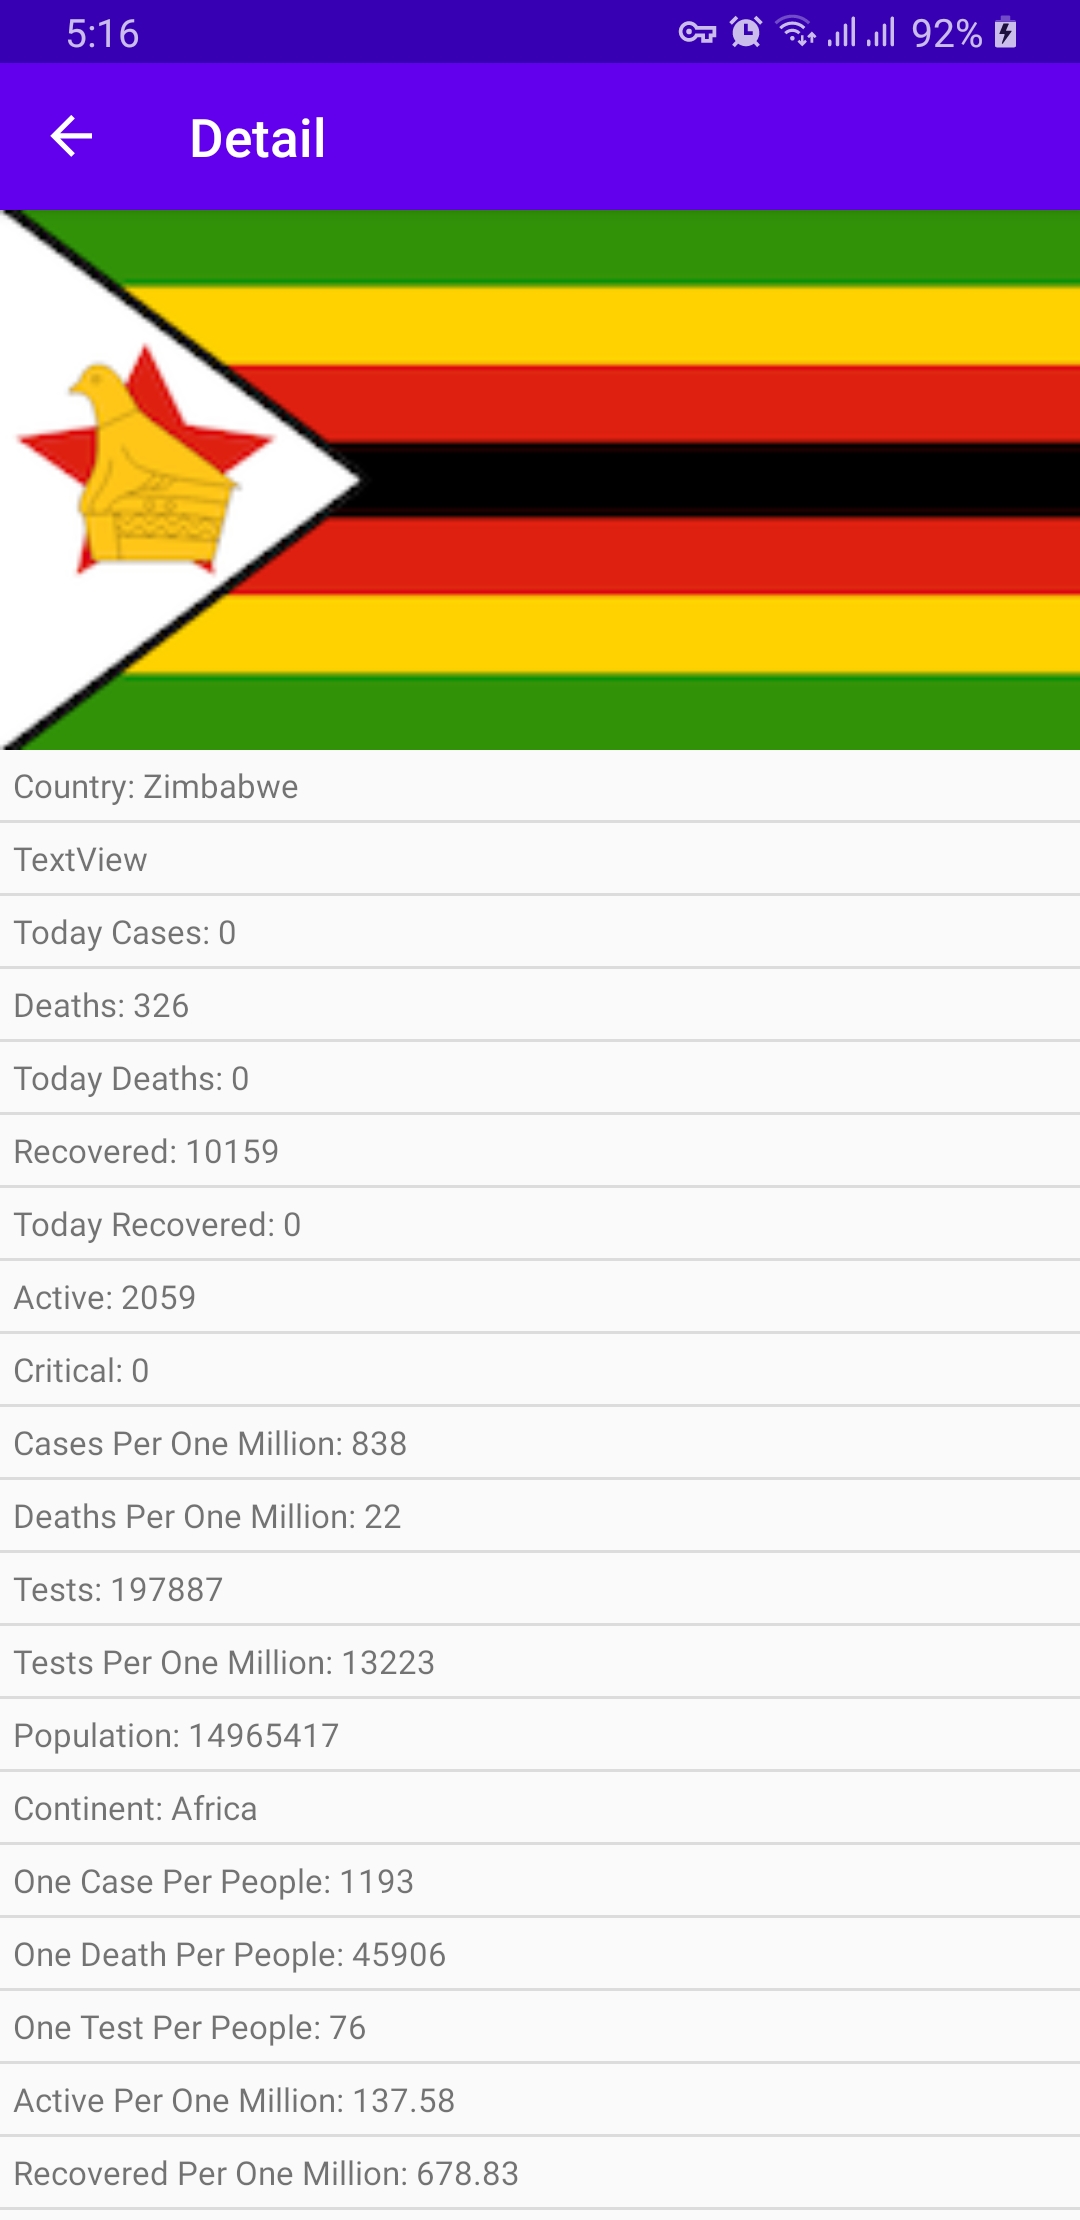 5:16 92%
Detail
Country: Zimbabwe
TextView
Today Cases: 0
Deaths: 326
Today Deaths: 0
Recovered: 10159
Today Recovered: 0
Active: 2059
Critical: 0
Cases Per One Million: 838
Deaths Per One Million: 22
Tests: 197887
Tests Per One Million: 13223
Population: 14965417
Continent: Africa
One Case Per People: 1193
One Death Per People: 45906
One Test Per People: 76
Active Per One Million: 137.58
Recovered Per One Million: 678.83